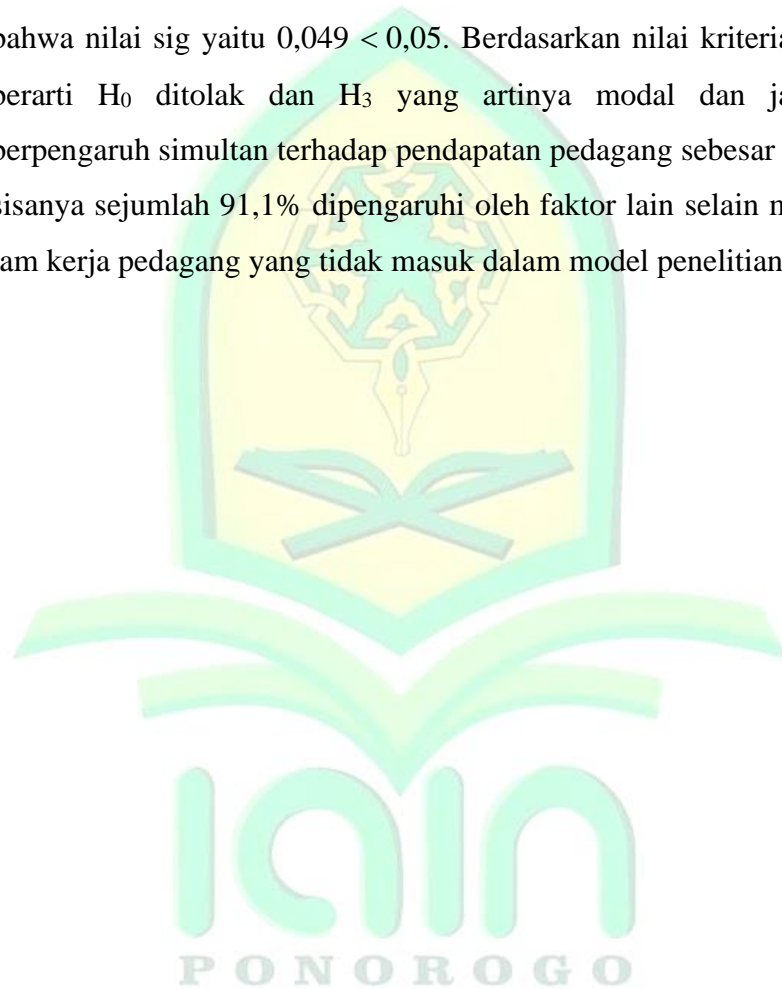 bahwa nilai sig yaitu 0,049 < 0,05. Berdasarkan nilai kriteria
berarti H₀ ditolak dan H₃ yang artinya modal dan ja
berpengaruh simultan terhadap pendapatan pedagang sebesar
sisanya sejumlah 91,1% dipengaruhi oleh faktor lain selain m
jam kerja pedagang yang tidak masuk dalam model penelitian
iain
PONOROGO